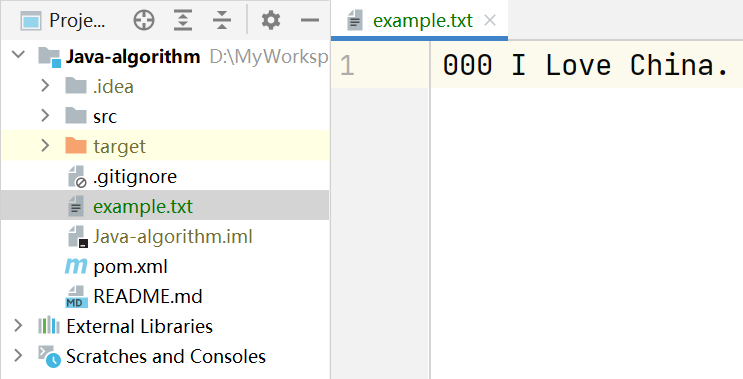 Proje...
Java-algorithm D:\MyWorksp
.idea
src
target
.gitignore
example.txt
Java-algorithm.iml
pom.xml
MD README.md
External Libraries
Scratches and Consoles
example.txt
1 000 I Love China.